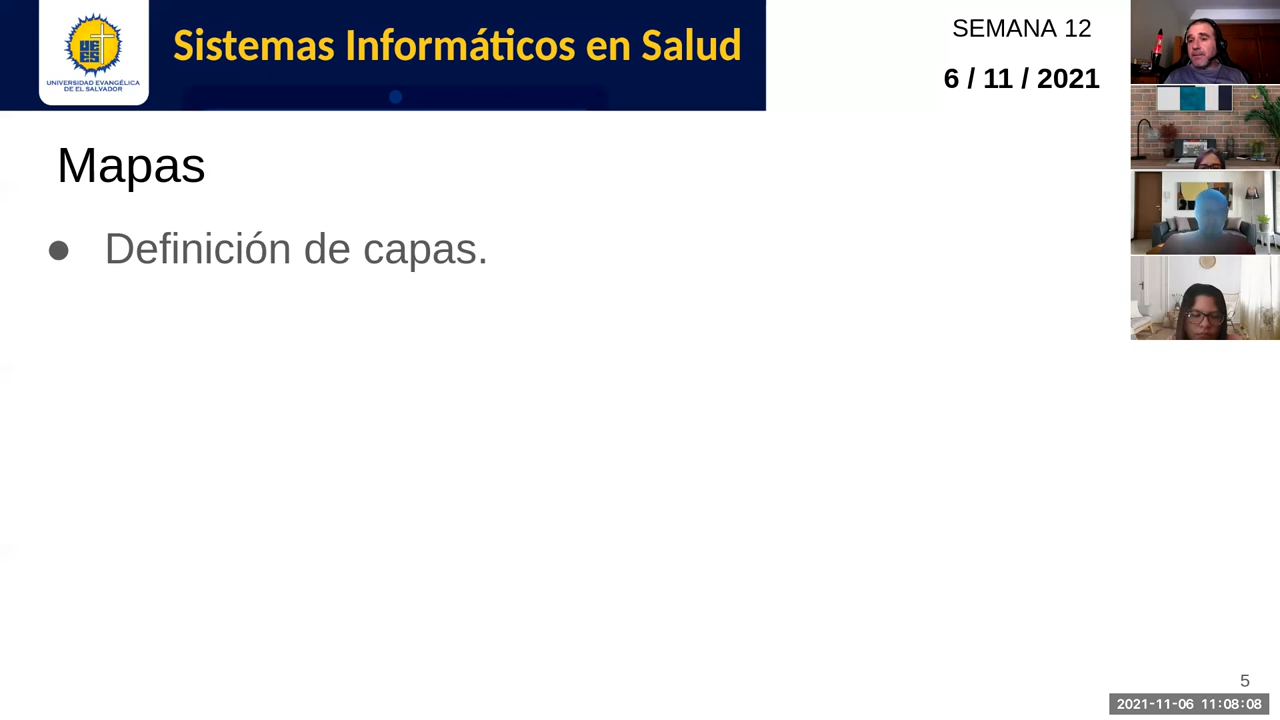 UEES
UNIVERSIDAD EVANGÉLICA
DE EL SALVADOR
Sistemas Informáticos en Salud
SEMANA 12
6 / 11 / 2021
Mapas
● Definición de capas.
5
2021-11-06 11:08:08